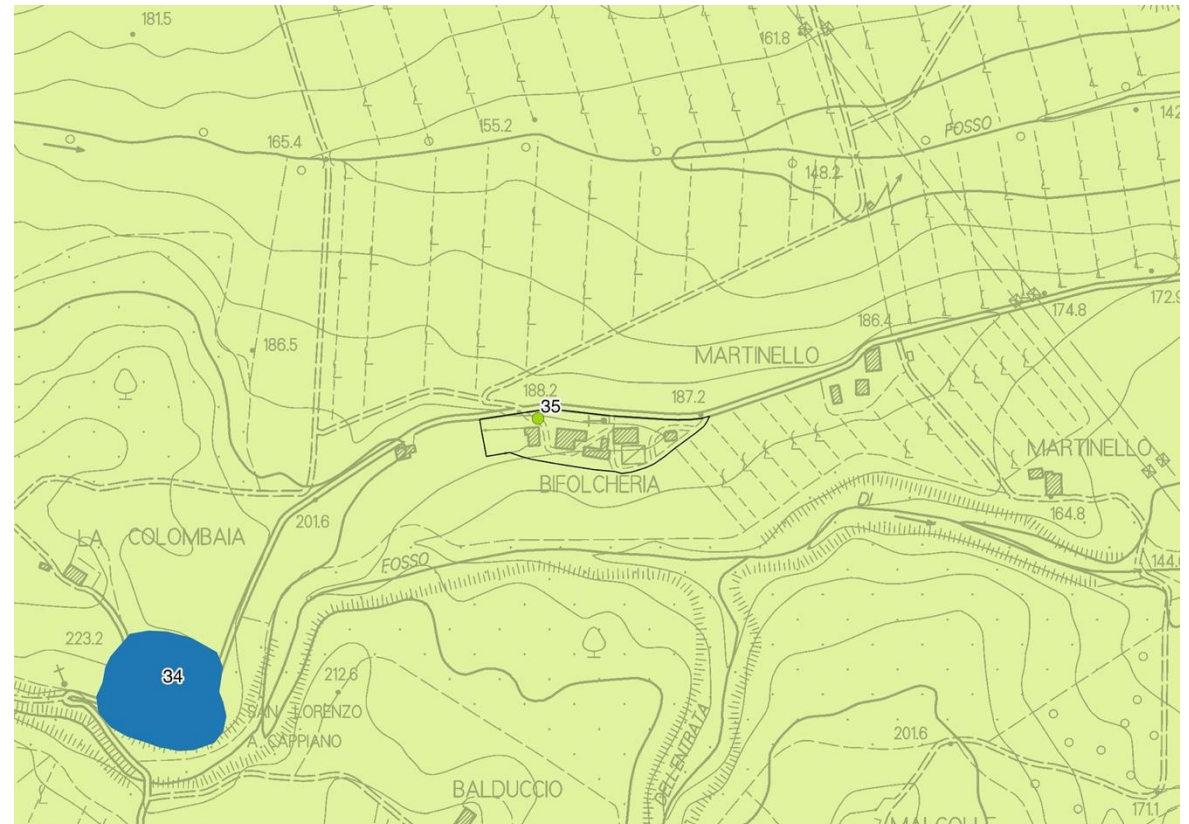 181.5
161.8
142
155.2
FOSSO
165.4
148.2
172.9
174.8
186.4
186.5
MARTINELLO
188.2
187.2
35
MARTINELLO
BIFOLCHERIA
201.6
DI
164.8
LA COLOMBAIA
FOSSO
144.0
223.2
34
212.6
SAN LORENZO
A CAPPIANO
DELL'ENTRATA
201.6
BALDUCCIO
171.1
MALCOLLE